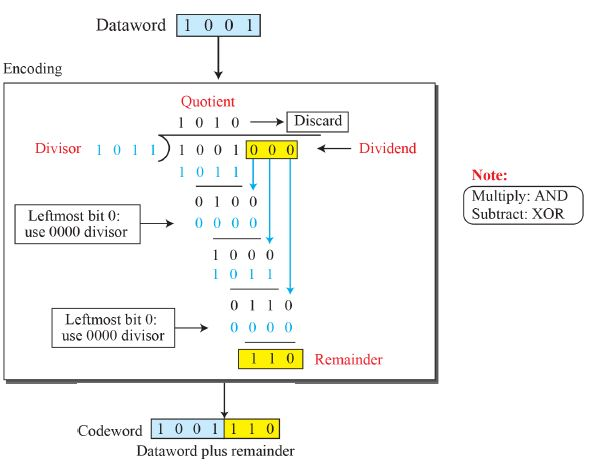 Dataword 1 0 0 1
Encoding
Quotient
1 0 1 0 Discard
Divisor 1 0 1 1 1 0 0 1 0 0 0 Dividend
1 0 1 1
Note:
Multiply: AND
Subtract: XOR
Leftmost bit 0:
use 0000 divisor
0 1 0 0
0 0 0 0
1 0 0 0
1 0 1 1
0 1 1 0
Leftmost bit 0:
use 0000 divisor
0 0 0 0
1 1 0 Remainder
Codeword 1 0 0 1 1 1 0
Dataword plus remainder